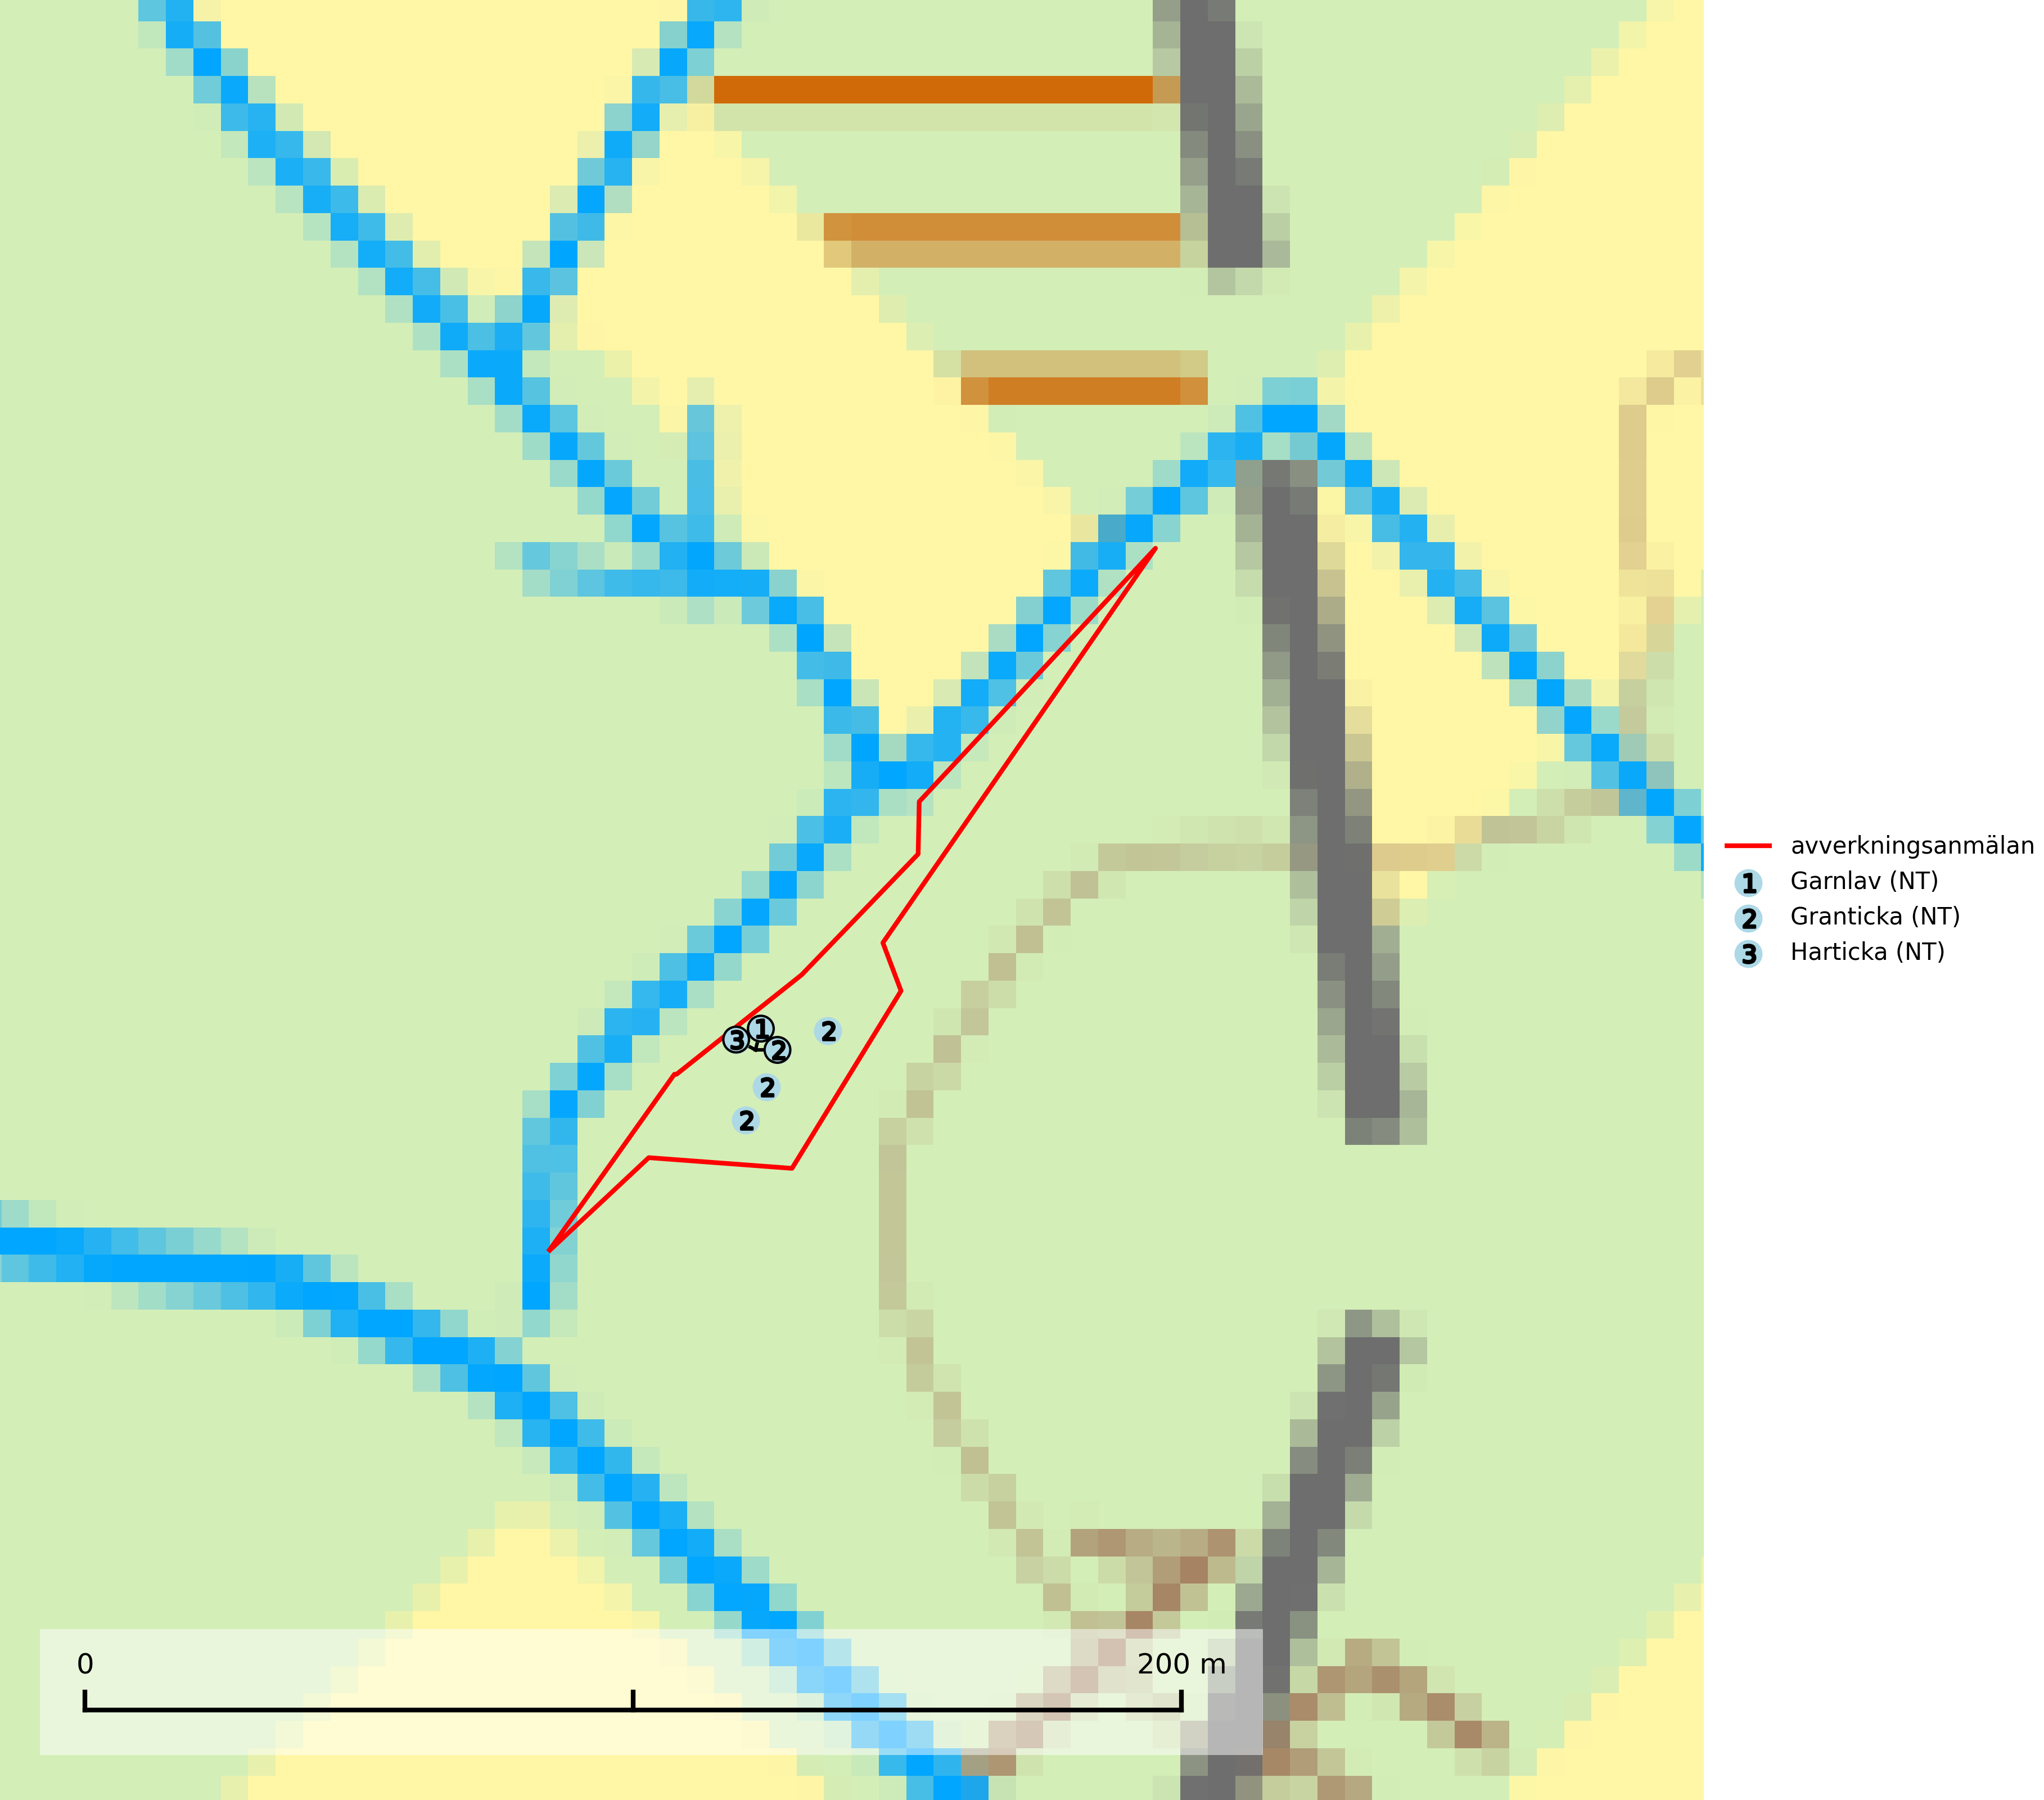 1
3
2
2
2
2
avverkningsanmälan
1 Garnlav (NT)
2 Granticka (NT)
3 Harticka (NT)
0 200 m